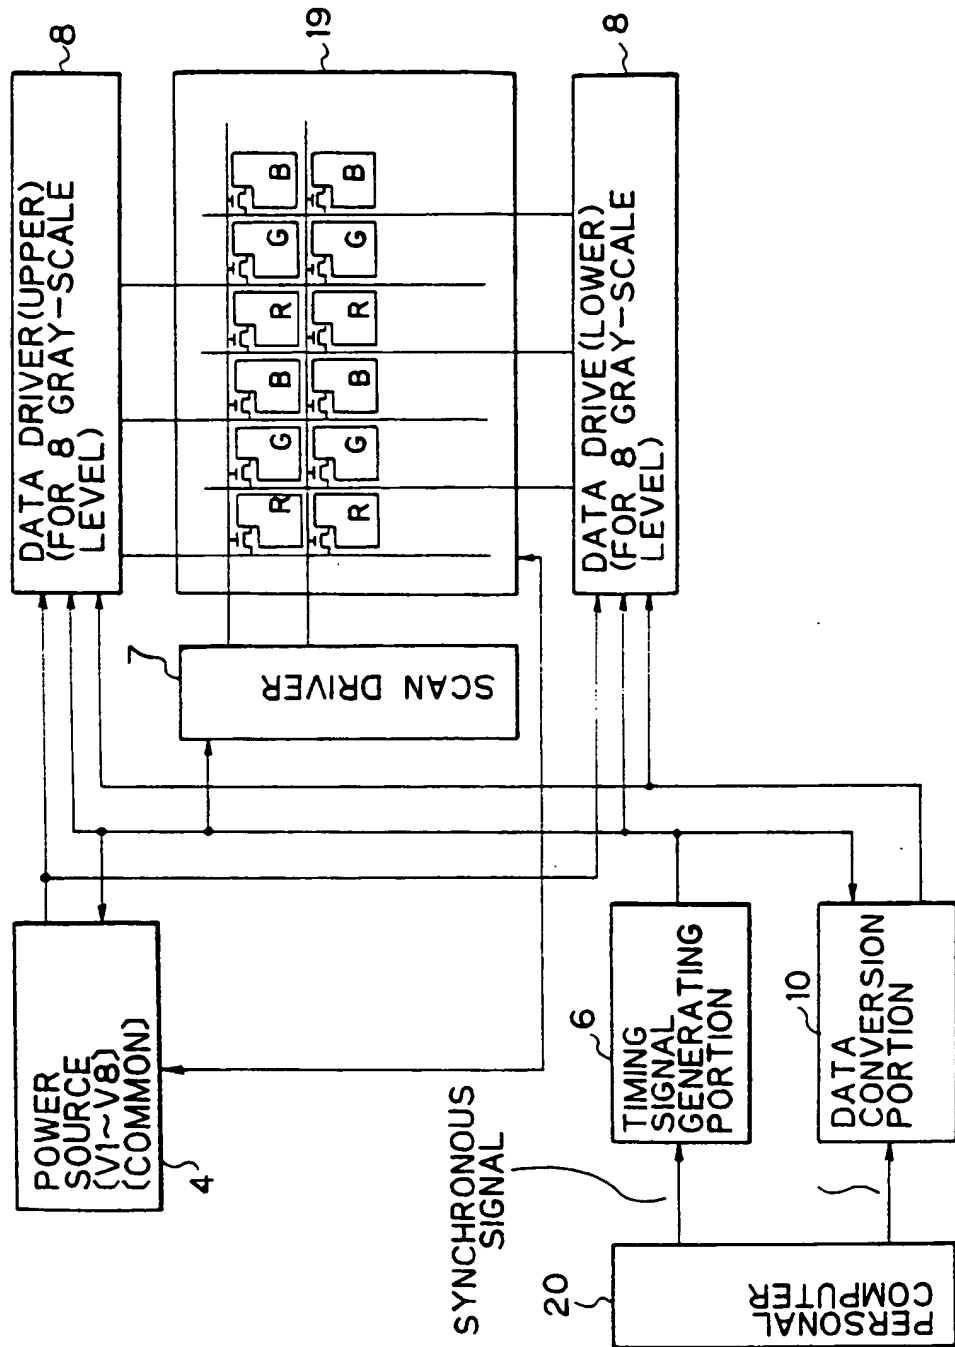 POWER
SOURCE
(V1~V8)
(COMMON)
4
DATA DRIVER(UPPER)
(FOR 8 GRAY-SCALE
LEVEL)
8
7
SCAN DRIVER
19
R G B R G B
R G B R G B
SYNCHRONOUS
SIGNAL
6
TIMING
SIGNAL
GENERATING
PORTION
DATA DRIVE(LOWER)
(FOR 8 GRAY-SCALE
LEVEL)
8
20
PERSONAL
COMPUTER
10
DATA
CONVERSION
PORTION